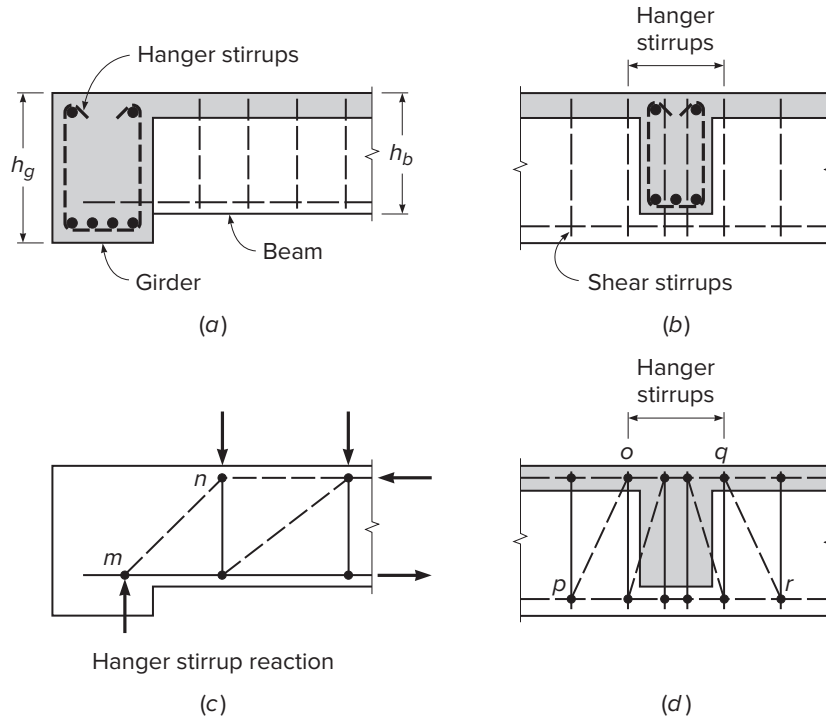 Hanger stirrups
h_g
h_b
Beam
Girder
(a)
Hanger
stirrups
Shear stirrups
(b)
n
m
Hanger stirrup reaction
(c)
Hanger
stirrups
o
q
p
r
(d)